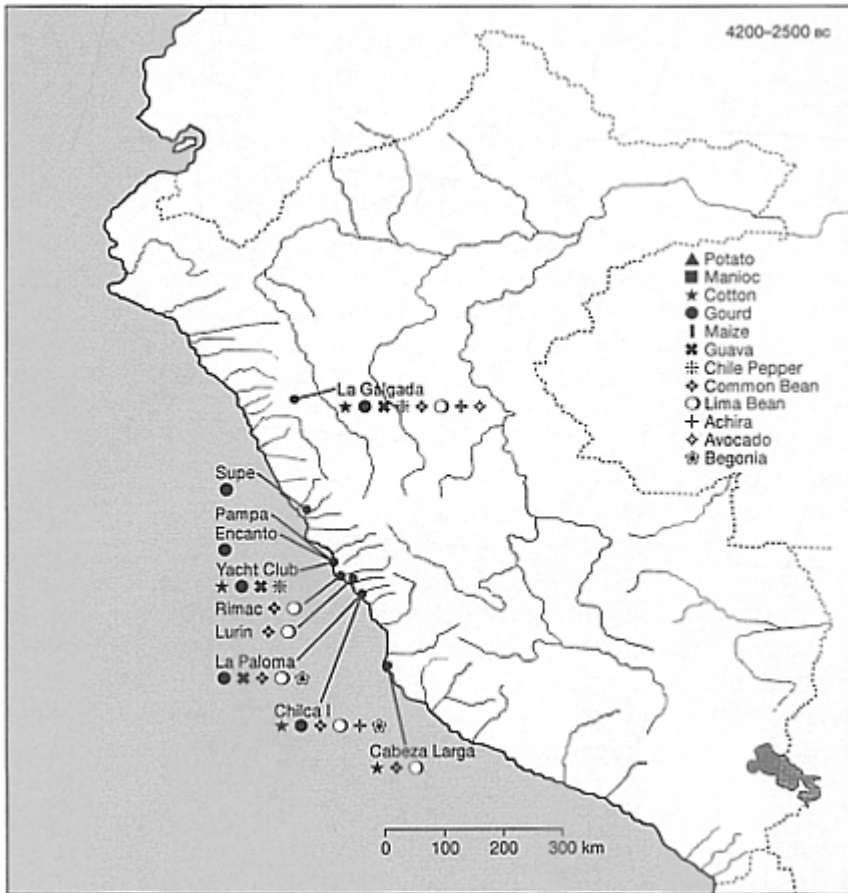 4200–2500 BC
Potato
Manioc
Cotton
Gourd
Maize
Guava
Chile Pepper
Common Bean
Lima Bean
Achira
Avocado
Begonia
La Galgada
Supe
Pampa
Encanto
Yacht Club
Rimac
Lurin
La Paloma
Chilca I
Cabeza Larga
0 100 200 300 km